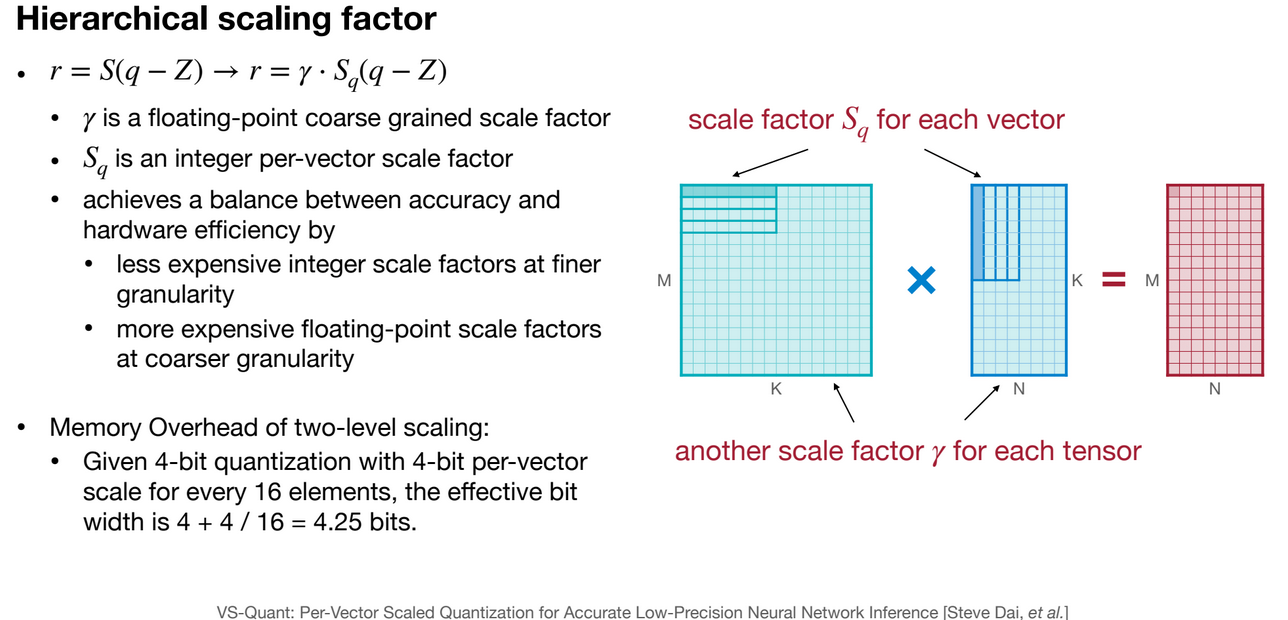 Hierarchical scaling factor
• r = S(q − Z) → r = γ · S_q(q − Z)
• γ is a floating-point coarse grained scale factor
• S_q is an integer per-vector scale factor
• achieves a balance between accuracy and
hardware efficiency by
• less expensive integer scale factors at finer
granularity
• more expensive floating-point scale factors
at coarser granularity
• Memory Overhead of two-level scaling:
• Given 4-bit quantization with 4-bit per-vector
scale for every 16 elements, the effective bit
width is 4 + 4 / 16 = 4.25 bits.
scale factor S_q for each vector
M
K
×
K
N
=
M
N
another scale factor γ for each tensor
VS-Quant: Per-Vector Scaled Quantization for Accurate Low-Precision Neural Network Inference [Steve Dai, et al.]